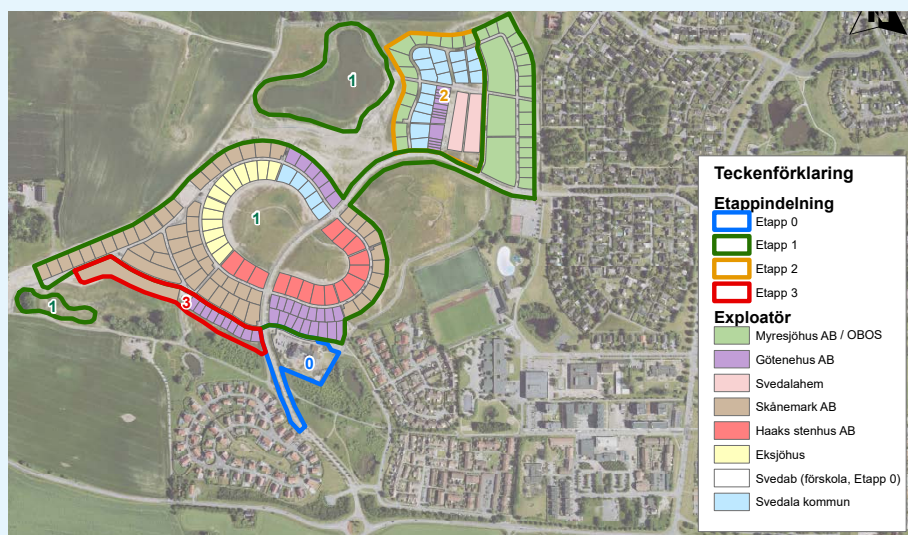 N
1
2
1
1
3
0
Teckenförklaring
Etappindelning
Etapp 0
Etapp 1
Etapp 2
Etapp 3
Exploatör
Myresjöhus AB / OBOS
Götenehus AB
Svedalahem
Skånemark AB
Haaks stenhus AB
Eksjöhus
Svedab (förskola, Etapp 0)
Svedala kommun